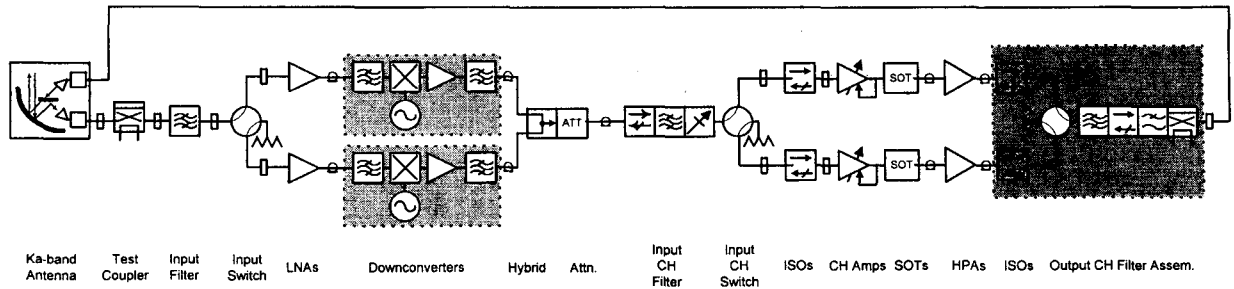 SOT
ATT
SOT
Ka-band
Antenna
Test
Coupler
Input
Filter
Input
Switch
LNAs
Downconverters
Hybrid
Attn.
Input
CH
Filter
Input
CH
Switch
ISOs
CH Amps
SOTs
HPAs
ISOs
Output CH Filter Assem.